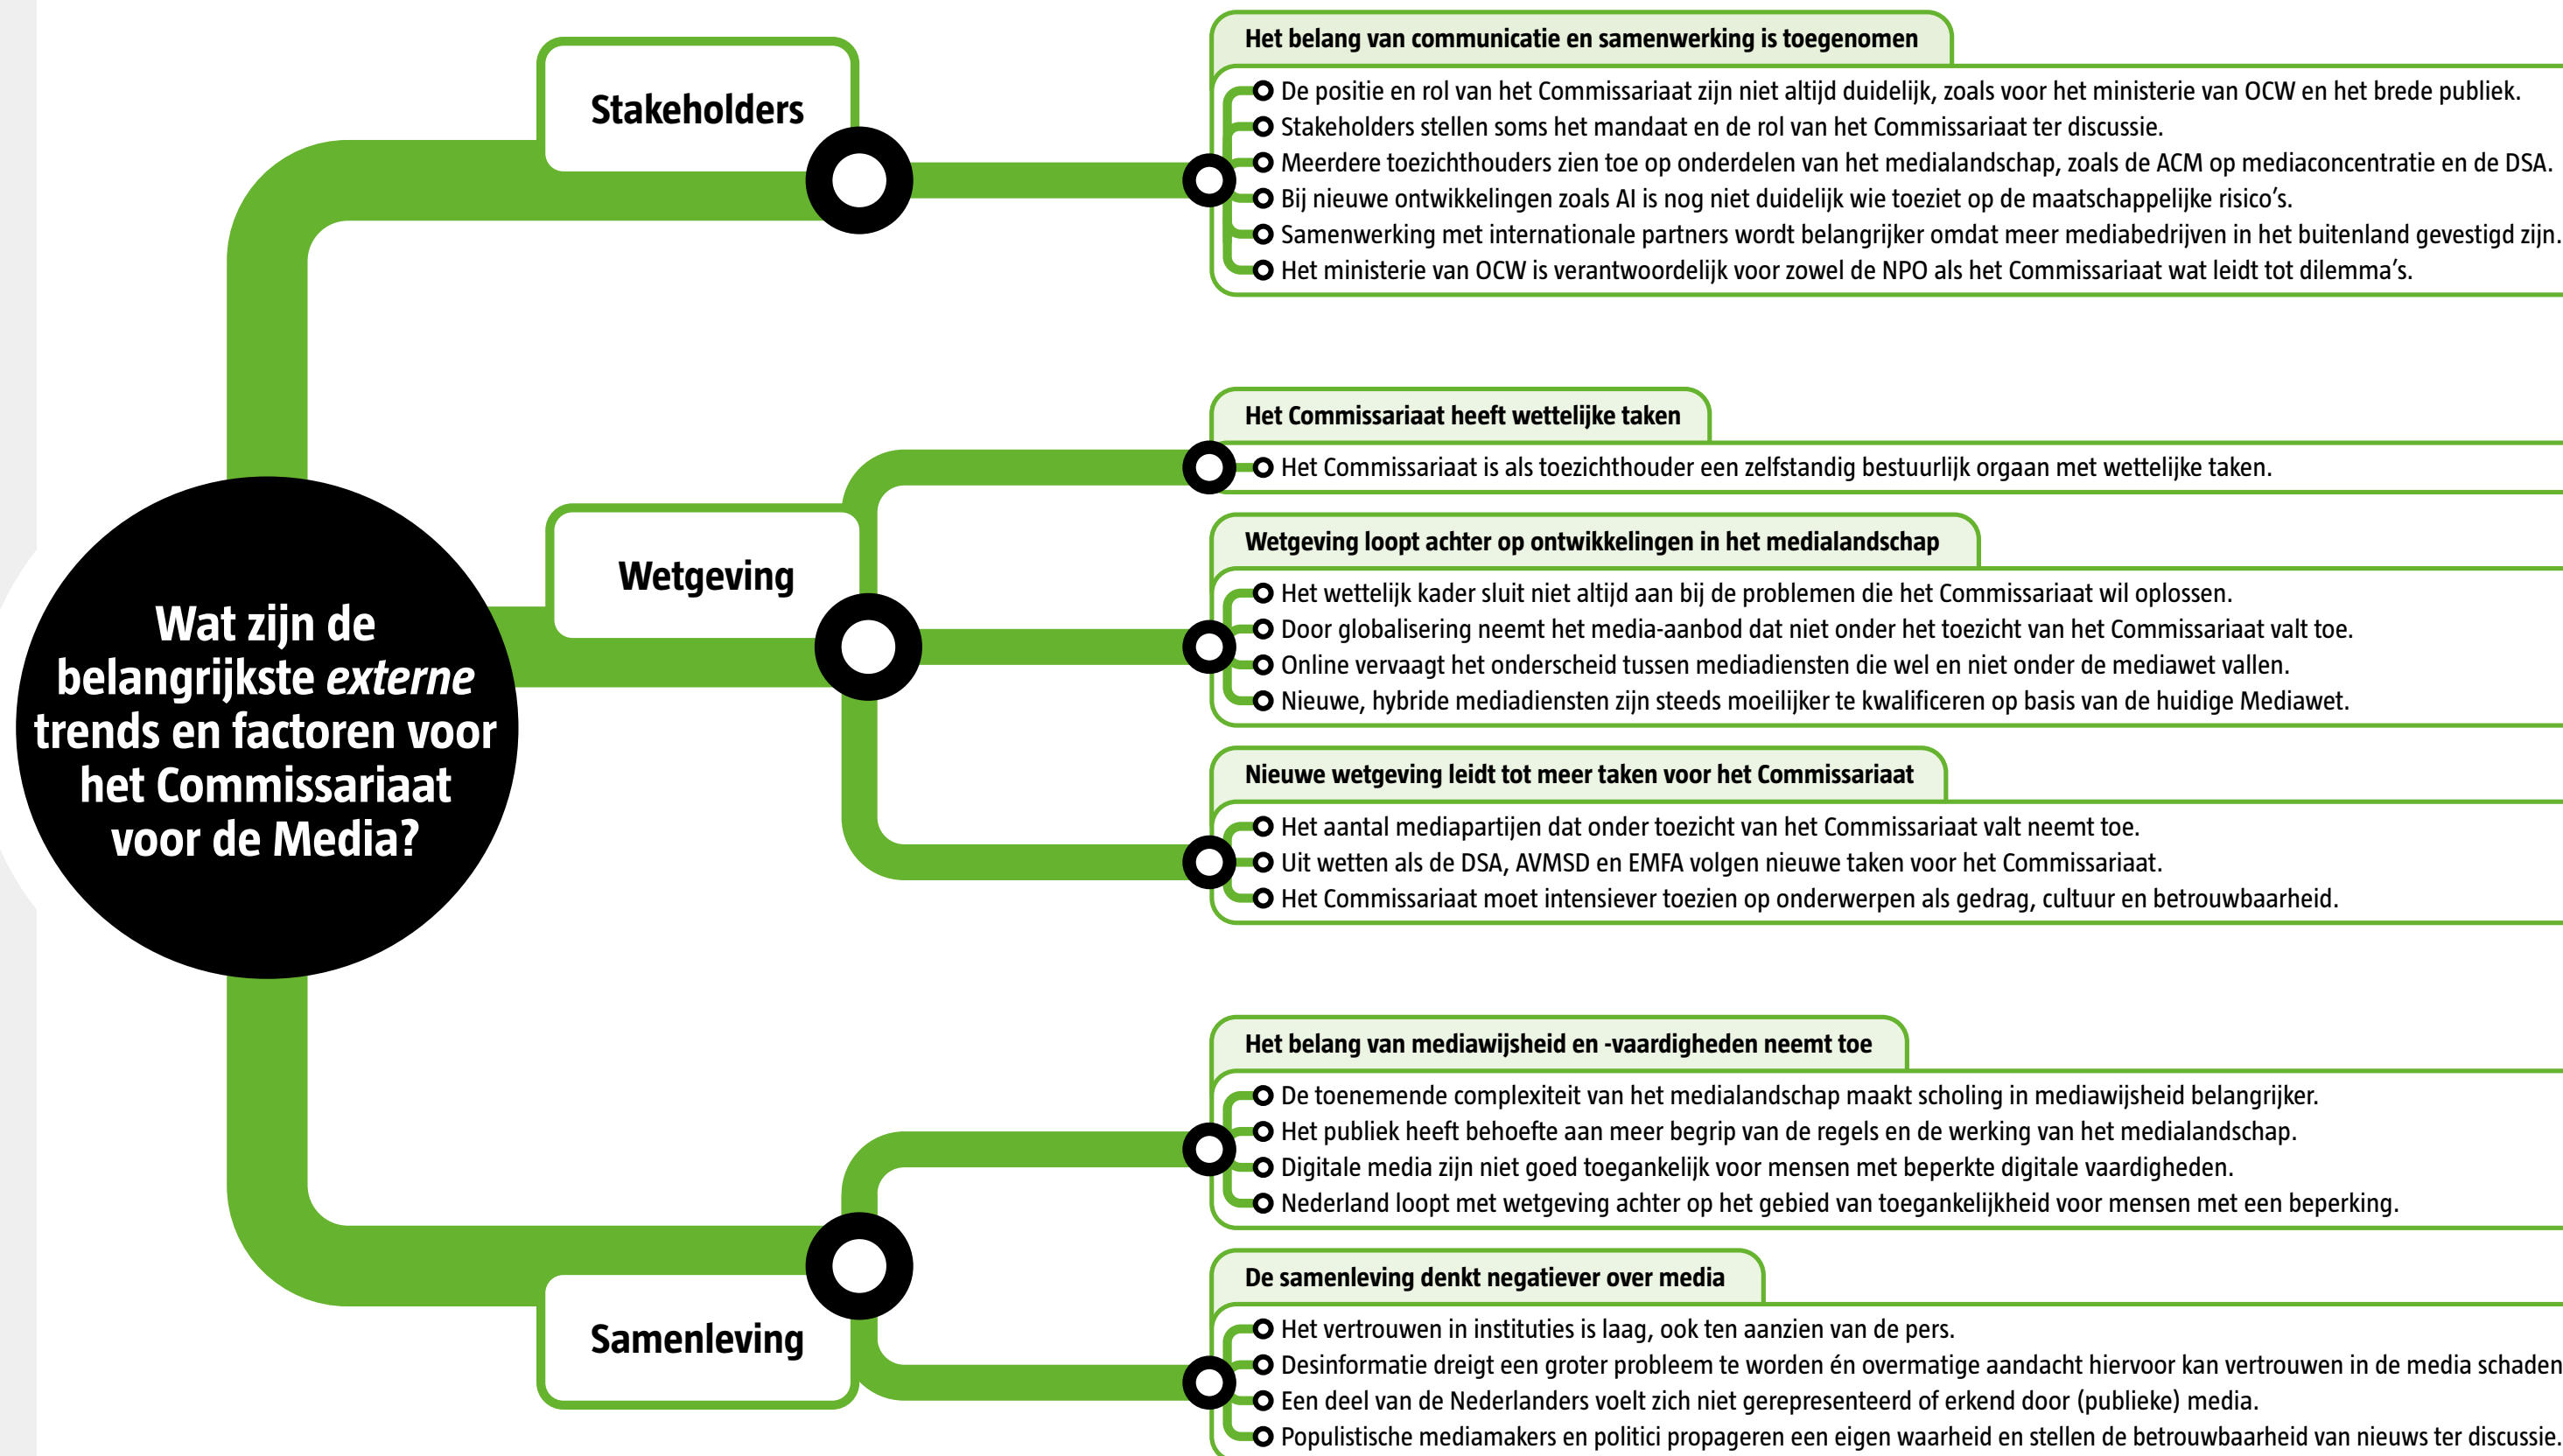 Wat zijn de
belangrijkste externe
trends en factoren voor
het Commissariaat
voor de Media?
Stakeholders
Het belang van communicatie en samenwerking is toegenomen
De positie en rol van het Commissariaat zijn niet altijd duidelijk, zoals voor het ministerie van OCW en het brede publiek.
Stakeholders stellen soms het mandaat en de rol van het Commissariaat ter discussie.
Meerdere toezichthouders zien toe op onderdelen van het medialandschap, zoals de ACM op mediaconcentratie en de DSA.
Bij nieuwe ontwikkelingen zoals AI is nog niet duidelijk wie toeziet op de maatschappelijke risico’s.
Samenwerking met internationale partners wordt belangrijker omdat meer mediabedrijven in het buitenland gevestigd zijn.
Het ministerie van OCW is verantwoordelijk voor zowel de NPO als het Commissariaat wat leidt tot dilemma’s.
Wetgeving
Het Commissariaat heeft wettelijke taken
Het Commissariaat is als toezichthouder een zelfstandig bestuurlijk orgaan met wettelijke taken.
Wetgeving loopt achter op ontwikkelingen in het medialandschap
Het wettelijk kader sluit niet altijd aan bij de problemen die het Commissariaat wil oplossen.
Door globalisering neemt het media-aanbod dat niet onder het toezicht van het Commissariaat valt toe.
Online vervaagt het onderscheid tussen mediadiensten die wel en niet onder de mediawet vallen.
Nieuwe, hybride mediadiensten zijn steeds moeilijker te kwalificeren op basis van de huidige Mediawet.
Nieuwe wetgeving leidt tot meer taken voor het Commissariaat
Het aantal mediapartijen dat onder toezicht van het Commissariaat valt neemt toe.
Uit wetten als de DSA, AVMSD en EMFA volgen nieuwe taken voor het Commissariaat.
Het Commissariaat moet intensiever toezien op onderwerpen als gedrag, cultuur en betrouwbaarheid.
Samenleving
Het belang van mediawijsheid en -vaardigheden neemt toe
De toenemende complexiteit van het medialandschap maakt scholing in mediawijsheid belangrijker.
Het publiek heeft behoefte aan meer begrip van de regels en de werking van het medialandschap.
Digitale media zijn niet goed toegankelijk voor mensen met beperkte digitale vaardigheden.
Nederland loopt met wetgeving achter op het gebied van toegankelijkheid voor mensen met een beperking.
De samenleving denkt negatiever over media
Het vertrouwen in instituties is laag, ook ten aanzien van de pers.
Desinformatie dreigt een groter probleem te worden én overmatige aandacht hiervoor kan vertrouwen in de media schaden
Een deel van de Nederlanders voelt zich niet gerepresenteerd of erkend door (publieke) media.
Populistische mediamakers en politici propageren een eigen waarheid en stellen de betrouwbaarheid van nieuws ter discussie.